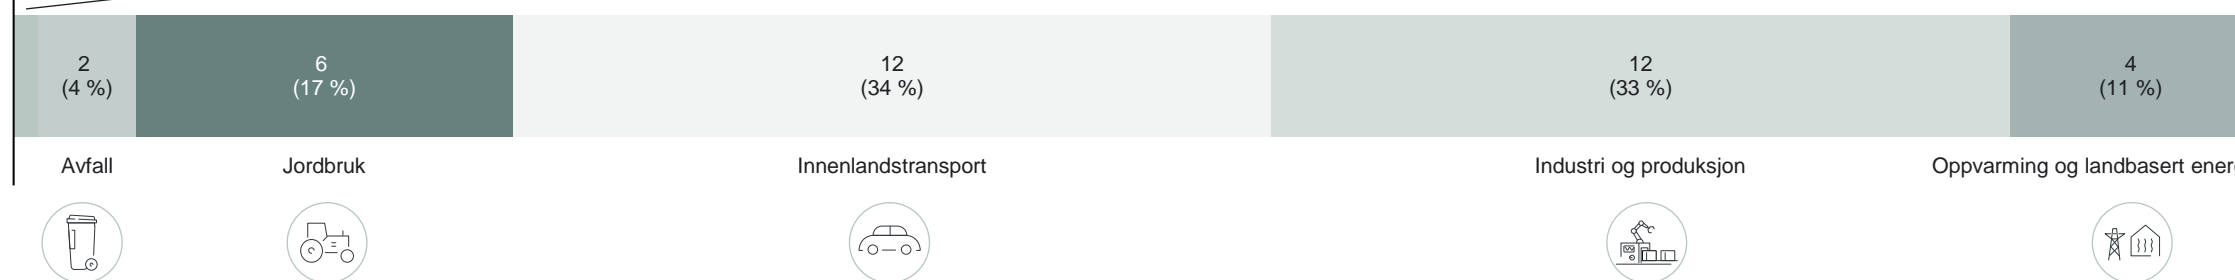 2
(4 %)
6
(17 %)
12
(34 %)
12
(33 %)
4
(11 %)
Avfall
Jordbruk
Innenlandstransport
Industri og produksjon
Oppvarming og landbasert ener